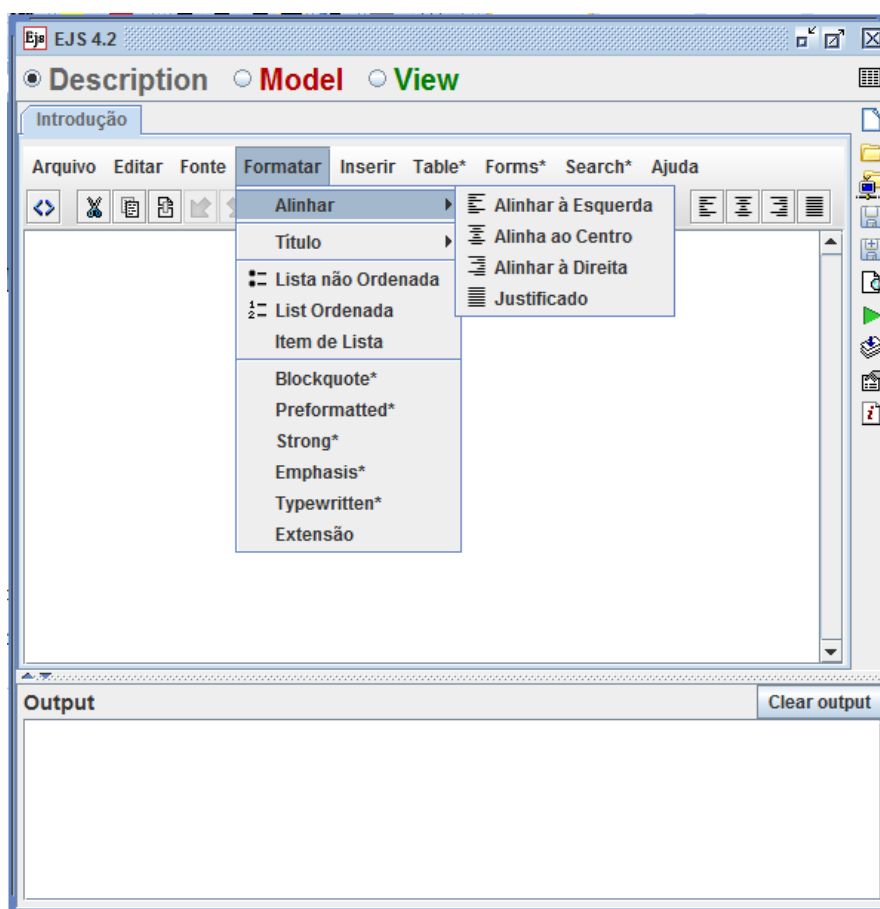 Ejs EJS 4.2
Description Model View
Introdução
Arquivo Editar Fonte Formatar Inserir Table* Forms* Search* Ajuda
Alinhar
Título
Lista não Ordenada
List Ordenada
Item de Lista
Blockquote*
Preformatted*
Strong*
Emphasis*
Typewritten*
Extensão
Alinhar à Esquerda
Alinha ao Centro
Alinhar à Direita
Justificado
Output Clear output